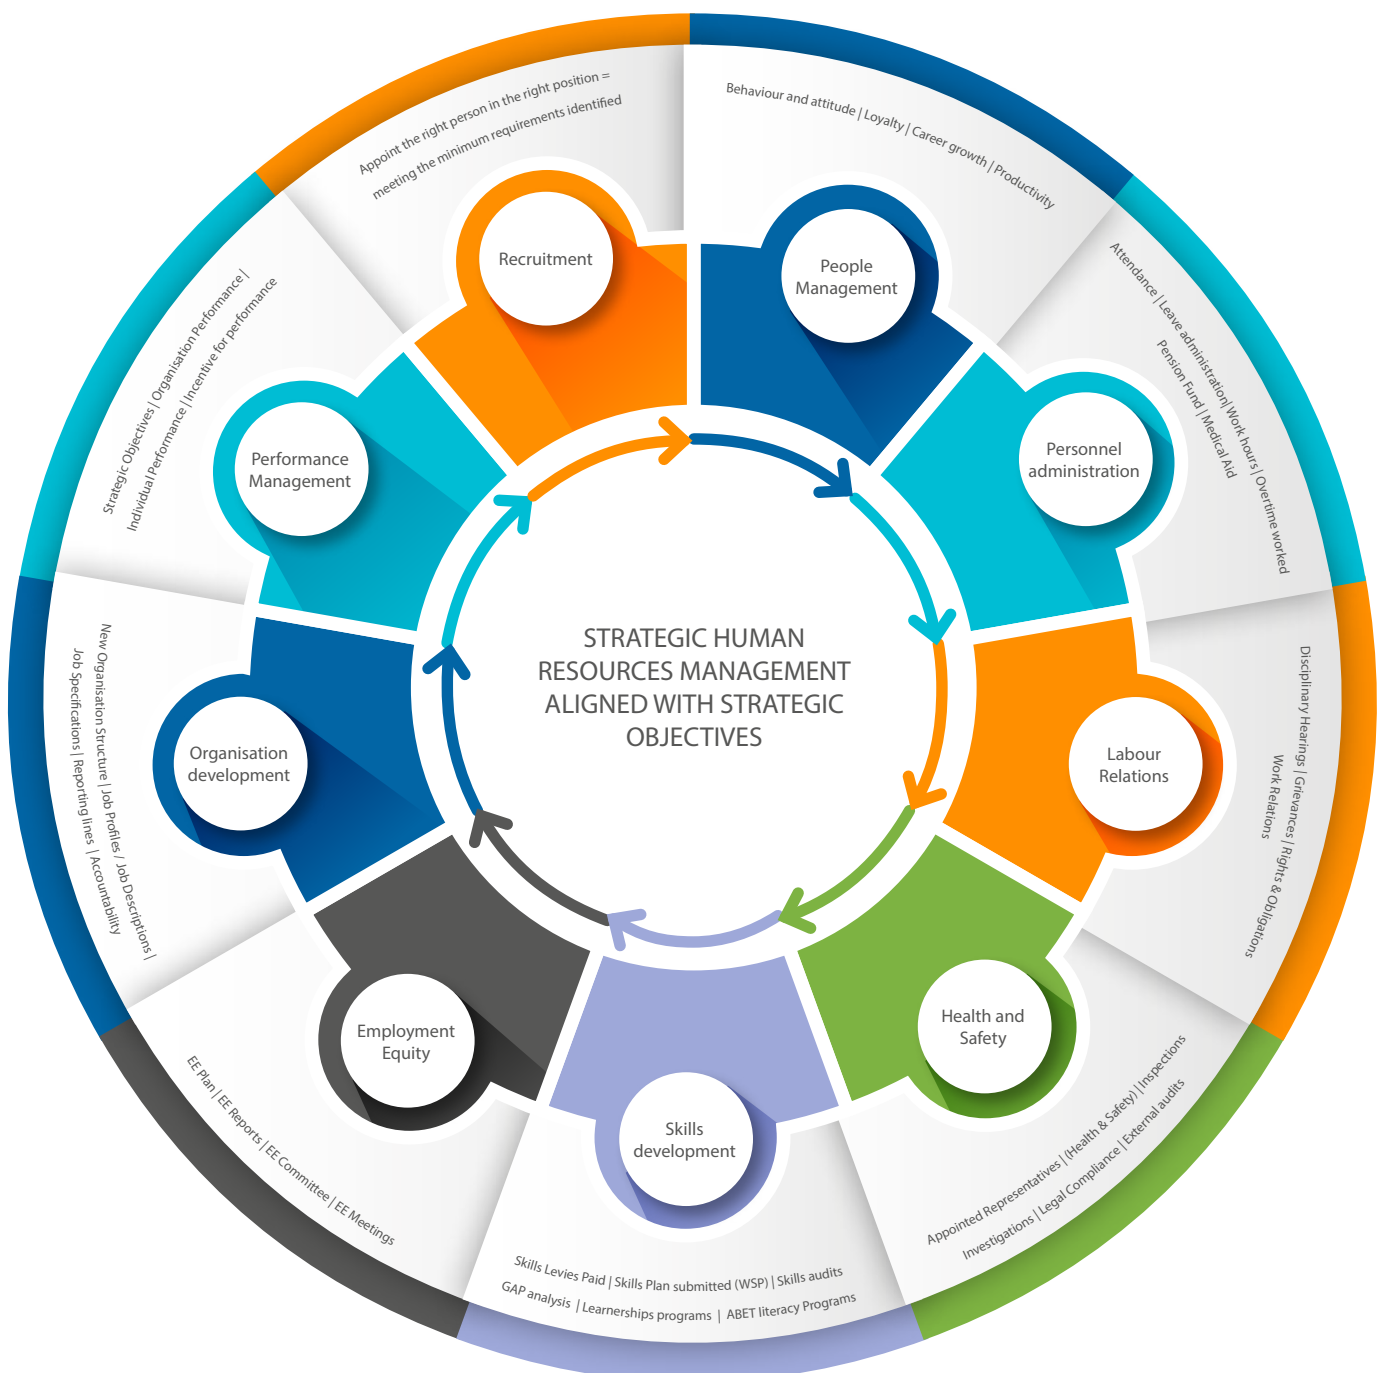 STRATEGIC HUMAN
RESOURCES MANAGEMENT
ALIGNED WITH STRATEGIC
OBJECTIVES
People
Management
Behaviour and attitude | Loyalty | Career growth | Productivity
Personnel
administration
Attendance | Leave administration| Work hours | Overtime worked
Pension Fund | Medical Aid
Labour
Relations
Disciplinary Hearings | Grievances | Rights & Obligations
Work Relations
Health and
Safety
Appointed Representatives | (Health & Safety) | Inspections
Investigations | Legal Compliance | External audits
Skills
development
Skills Levies Paid | Skills Plan submitted (WSP) | Skills audits
GAP analysis | Learnerships programs | ABET literacy Programs
Employment
Equity
EE Plan | EE Reports | EE Committee | EE Meetings
Organisation
development
New Organisation Structure | Job Profiles / Job Descriptions |
Job Specifications | Reporting lines | Accountability
Performance
Management
Strategic Objectives | Organisation Performance |
Individual Performance | Incentive for performance
Recruitment
Appoint the right person in the right position =
meeting the minimum requirements identified